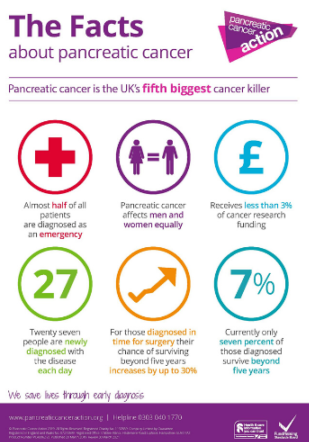 The Facts
about pancreatic cancer
pancreatic
cancer
action
Pancreatic cancer is the UK's fifth biggest cancer killer
Almost half of all
patients
are diagnosed as
an emergency
=
Pancreatic cancer
affects men and
women equally
£
Receives less than 3%
of cancer research
funding
27
Twenty seven
people are newly
diagnosed with
the disease
each day
For those diagnosed in
time for surgery their
chance of surviving
beyond five years
increases by up to 30%
7%
Currently only
seven percent of
those diagnosed
survive beyond
five years
We save lives through early diagnosis
www.pancreaticcanceraction.org | Helpline 0303 040 1770